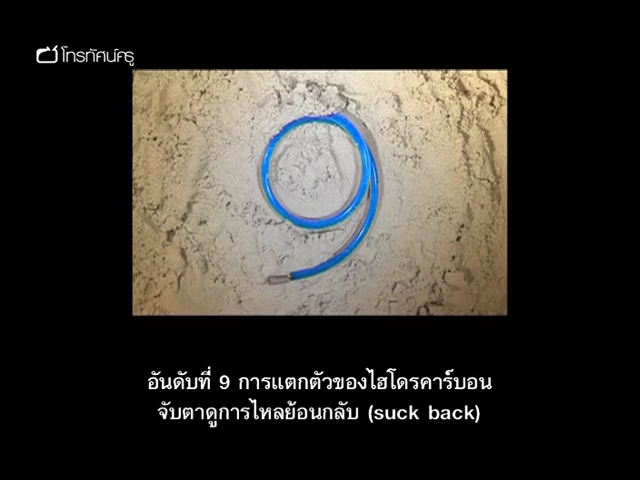 โทรทัศน์ครู
9
อันดับที่ 9 การแตกตัวของไฮโดรคาร์บอน
จับตาดูการไหลย้อนกลับ (suck back)